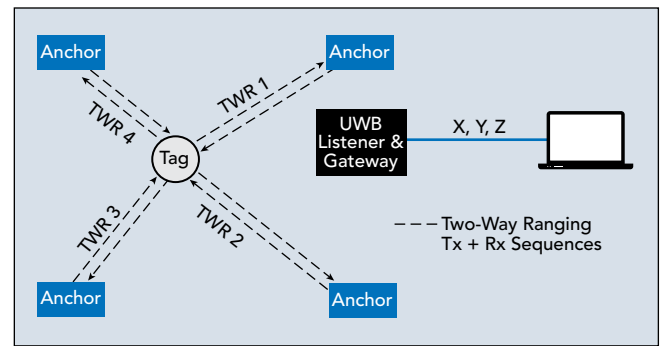 Anchor
Anchor
TWR 1
TWR 4
UWB
Listener &
Gateway
X, Y, Z
Tag
TWR 3
TWR 2
Two-Way Ranging
Tx + Rx Sequences
Anchor
Anchor